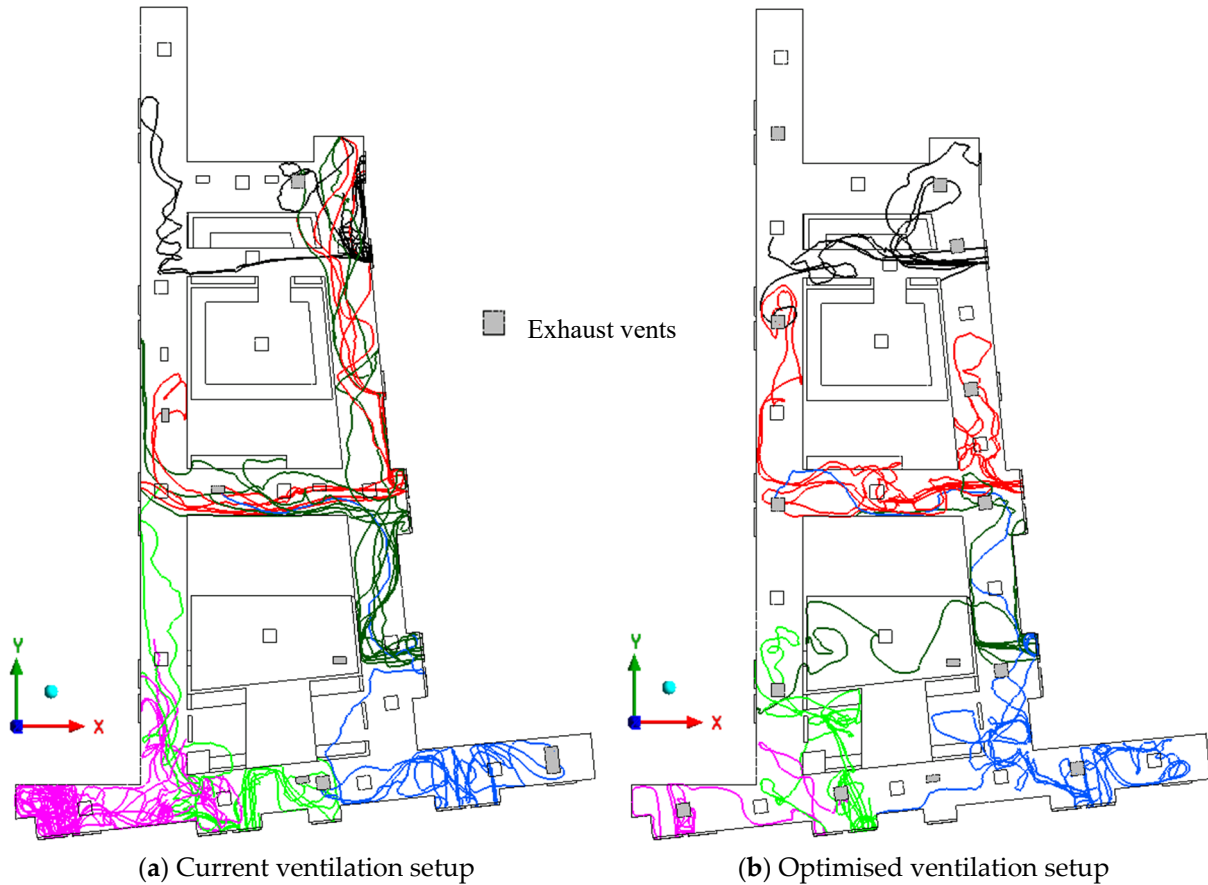 Exhaust vents
Y
X
Y
X
(a) Current ventilation setup
(b) Optimised ventilation setup